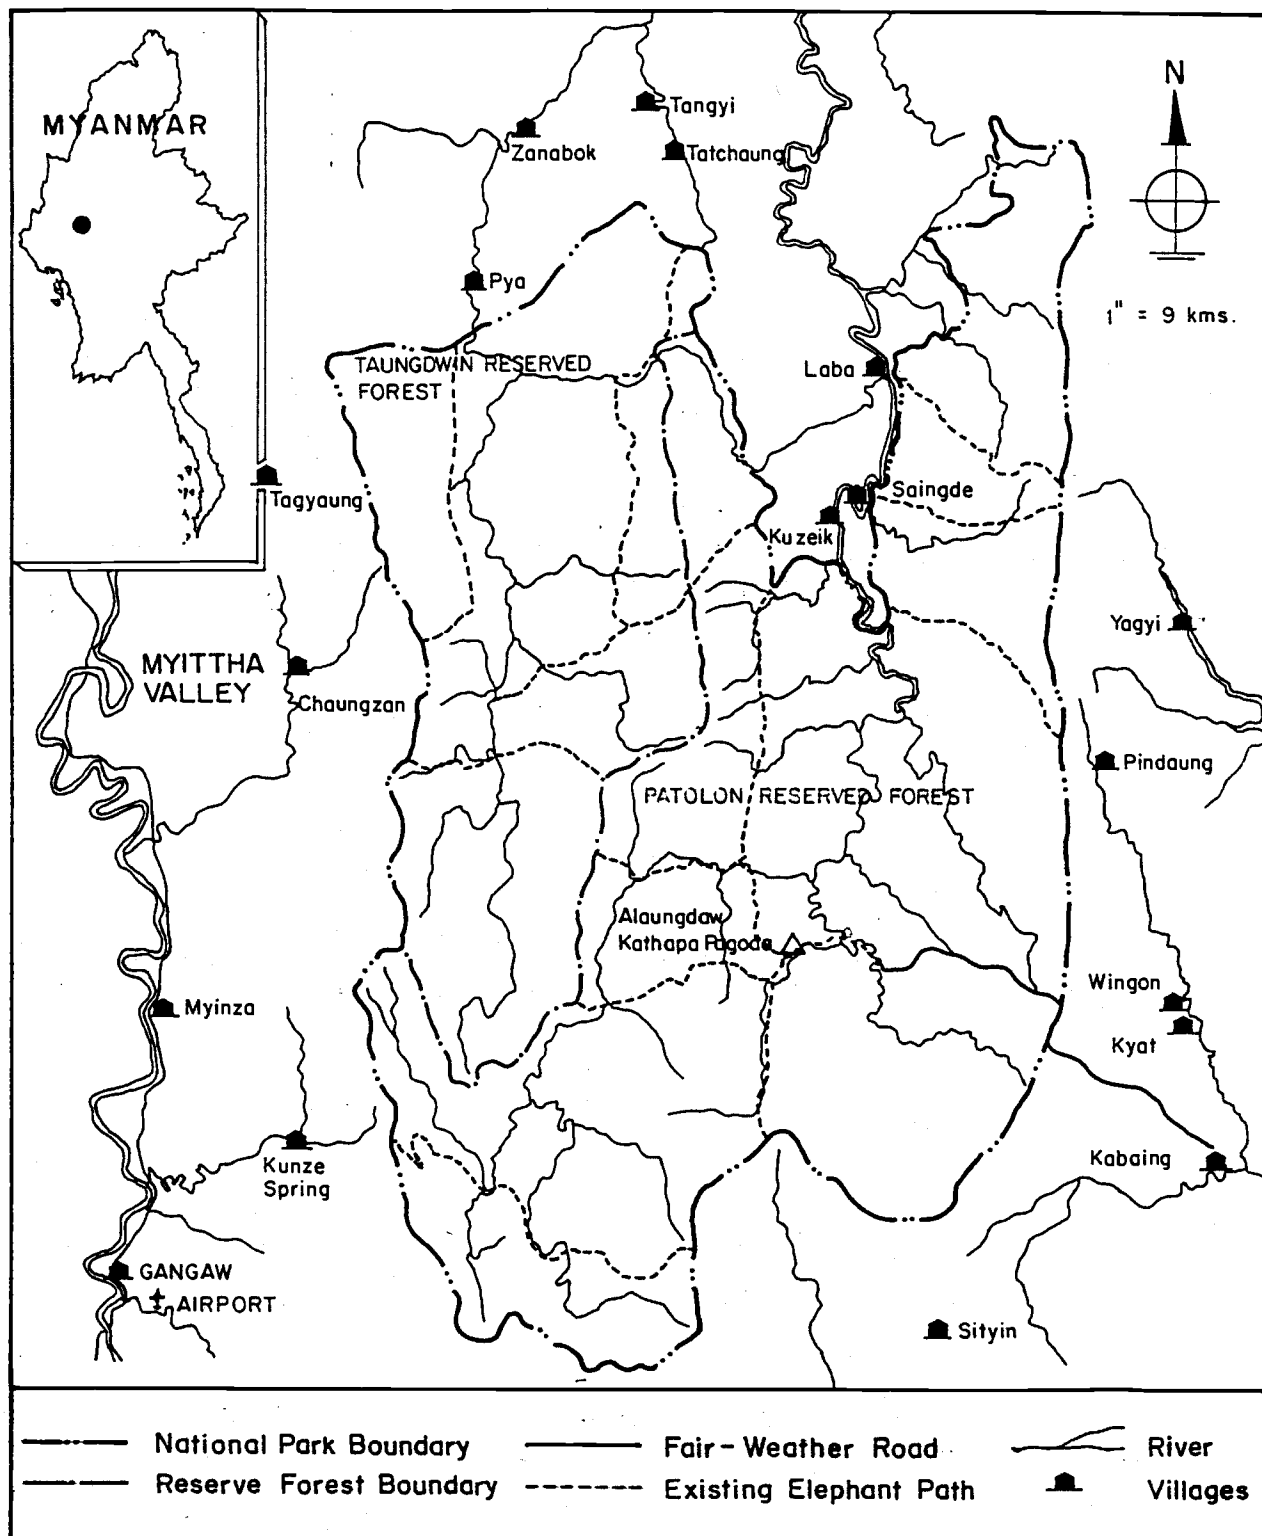 MYANMAR
N
1" = 9 kms.
Tangyi
Zanabok
Tatchaung
Pya
TAUNGDWIN RESERVED
FOREST
Laba
Tagyaung
Saingde
Kuzeik
Yagyi
MYITTHA
VALLEY
Chaungzan
Pindaung
PATOLON RESERVED FOREST
Alaungdaw
Kathapa Pagoda
Wingon
Myinza
Kyat
Kabaing
Kunze
Spring
GANGAW
AIRPORT
Sityin
National Park Boundary
Fair-Weather Road
River
Reserve Forest Boundary
Existing Elephant Path
Villages